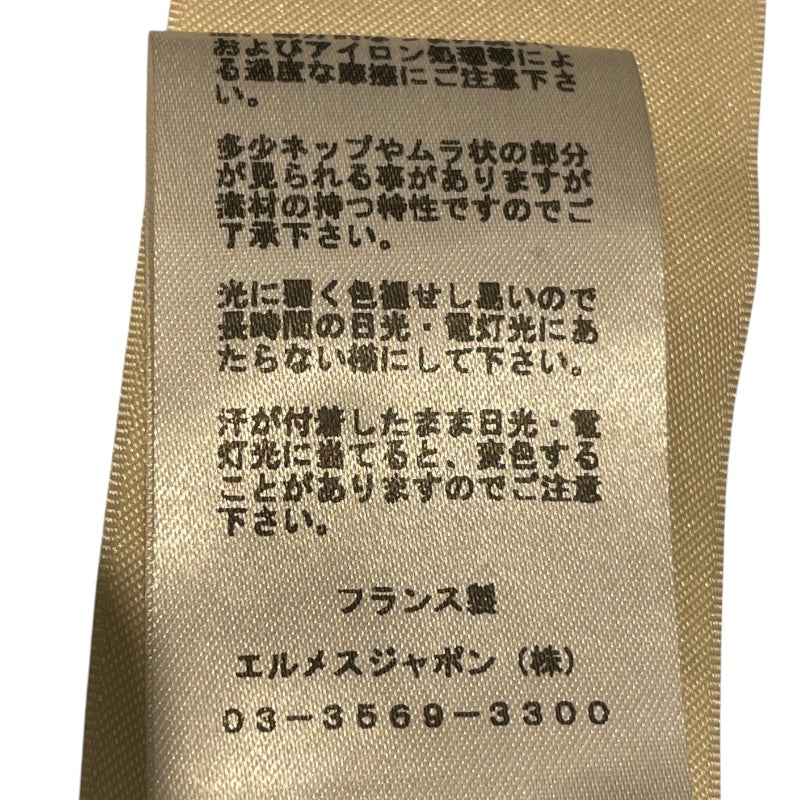 およびアイロン処理等によ
る過度な摩擦にご注意下さ
い。
多少ネップやムラ状の部分
が見られる事がありますが
素材の持つ特性ですのでご
了承下さい。
光に弱く色褪せし易いので
長時間の日光・電灯光にあ
たらない様にして下さい。
汗が付着したまま日光・電
灯光に当てると、変色する
ことがありますのでご注意
下さい。
フランス製
エルメスジャポン（株）
03-3569-3300